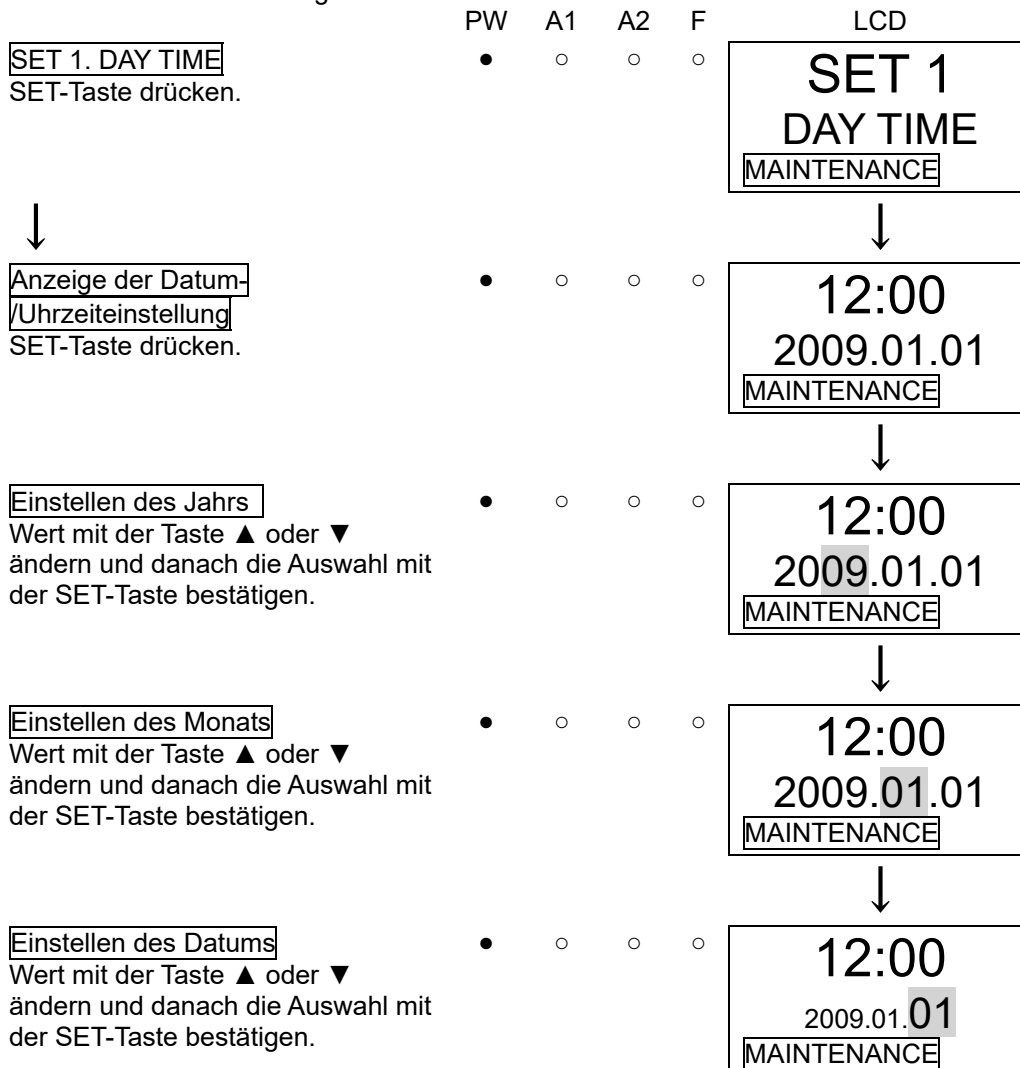 PW A1 A2 F LCD
SET 1. DAY TIME ● ○ ○ ○ SET 1
SET-Taste drücken. DAY TIME
MAINTENANCE
↓ ↓
Anzeige der Datum- ● ○ ○ ○ 12:00
/Uhrzeiteinstellung
SET-Taste drücken. 2009.01.01
MAINTENANCE
↓
Einstellen des Jahrs ● ○ ○ ○ 12:00
Wert mit der Taste ▲ oder ▼
ändern und danach die Auswahl mit 2009.01.01
der SET-Taste bestätigen. MAINTENANCE
↓
Einstellen des Monats ● ○ ○ ○ 12:00
Wert mit der Taste ▲ oder ▼
ändern und danach die Auswahl mit 2009.01.01
der SET-Taste bestätigen. MAINTENANCE
↓
Einstellen des Datums ● ○ ○ ○ 12:00
Wert mit der Taste ▲ oder ▼
ändern und danach die Auswahl mit 2009.01.01
der SET-Taste bestätigen. MAINTENANCE